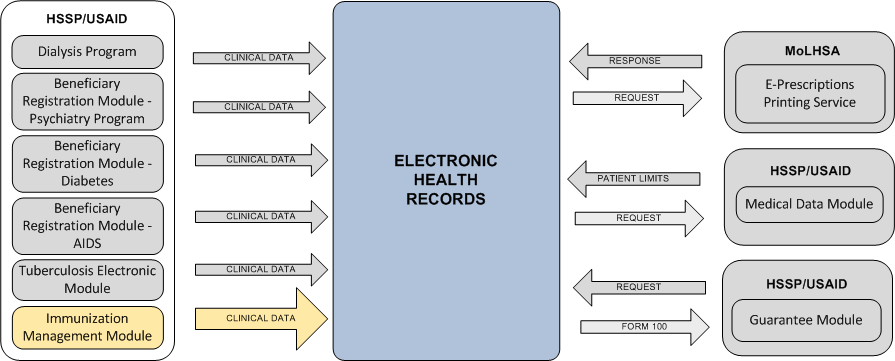 HSSP/USAID
Dialysis Program
Beneficiary
Registration Module -
Psychiatry Program
Beneficiary
Registration Module -
Diabetes
Beneficiary
Registration Module -
AIDS
Tuberculosis Electronic
Module
Immunization
Management Module
CLINICAL DATA
CLINICAL DATA
CLINICAL DATA
CLINICAL DATA
CLINICAL DATA
CLINICAL DATA
ELECTRONIC
HEALTH
RECORDS
RESPONSE
REQUEST
PATIENT LIMITS
REQUEST
REQUEST
FORM 100
MoLHSA
E-Prescriptions
Printing Service
HSSP/USAID
Medical Data Module
HSSP/USAID
Guarantee Module